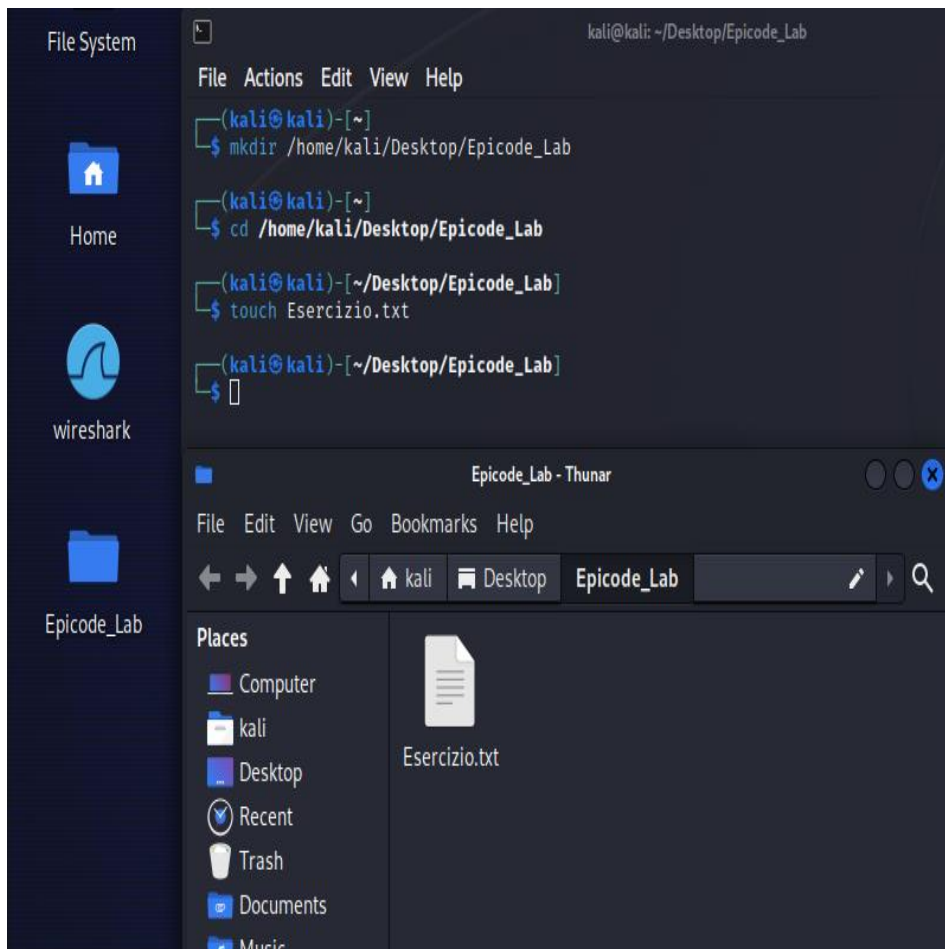 File System
Home
wireshark
Epicode_Lab
kali@kali: ~/Desktop/Epicode_Lab
File Actions Edit View Help
┌──(kali㉿kali)-[~]
└─$ mkdir /home/kali/Desktop/Epicode_Lab
┌──(kali㉿kali)-[~]
└─$ cd /home/kali/Desktop/Epicode_Lab
┌──(kali㉿kali)-[~/Desktop/Epicode_Lab]
└─$ touch Esercizio.txt
┌──(kali㉿kali)-[~/Desktop/Epicode_Lab]
└─$
Epicode_Lab - Thunar
File Edit View Go Bookmarks Help
kali Desktop Epicode_Lab
Places
Computer
kali
Desktop
Recent
Trash
Documents
Music
Esercizio.txt